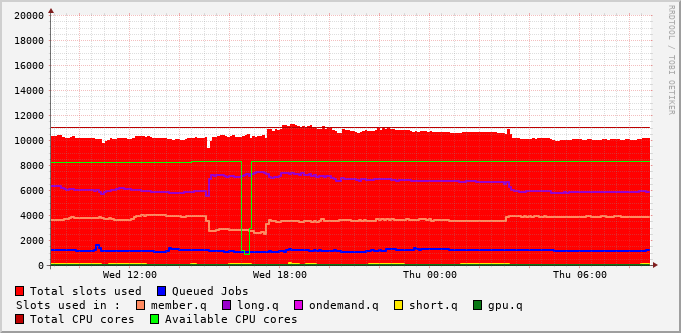 20000
18000
16000
14000
12000
10000
8000
6000
4000
2000
0
Wed 12:00 Wed 18:00 Thu 00:00 Thu 06:00
RRDTOOL / TOBI OETIKER
Total slots used Queued Jobs
Slots used in : member.q long.q ondemand.q short.q gpu.q
Total CPU cores Available CPU cores